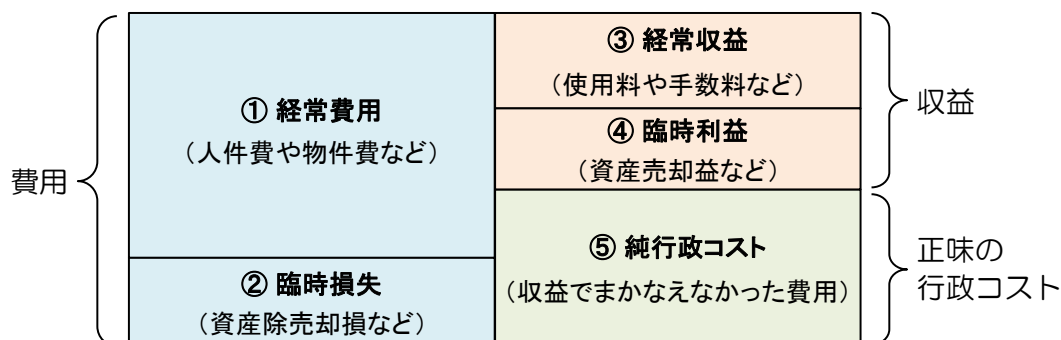 費用
① 経常費用
（人件費や物件費など）
② 臨時損失
（資産除売却損など）
③ 経常収益
（使用料や手数料など）
④ 臨時利益
（資産売却益など）
⑤ 純行政コスト
（収益でまかなえなかった費用）
収益
正味の
行政コスト